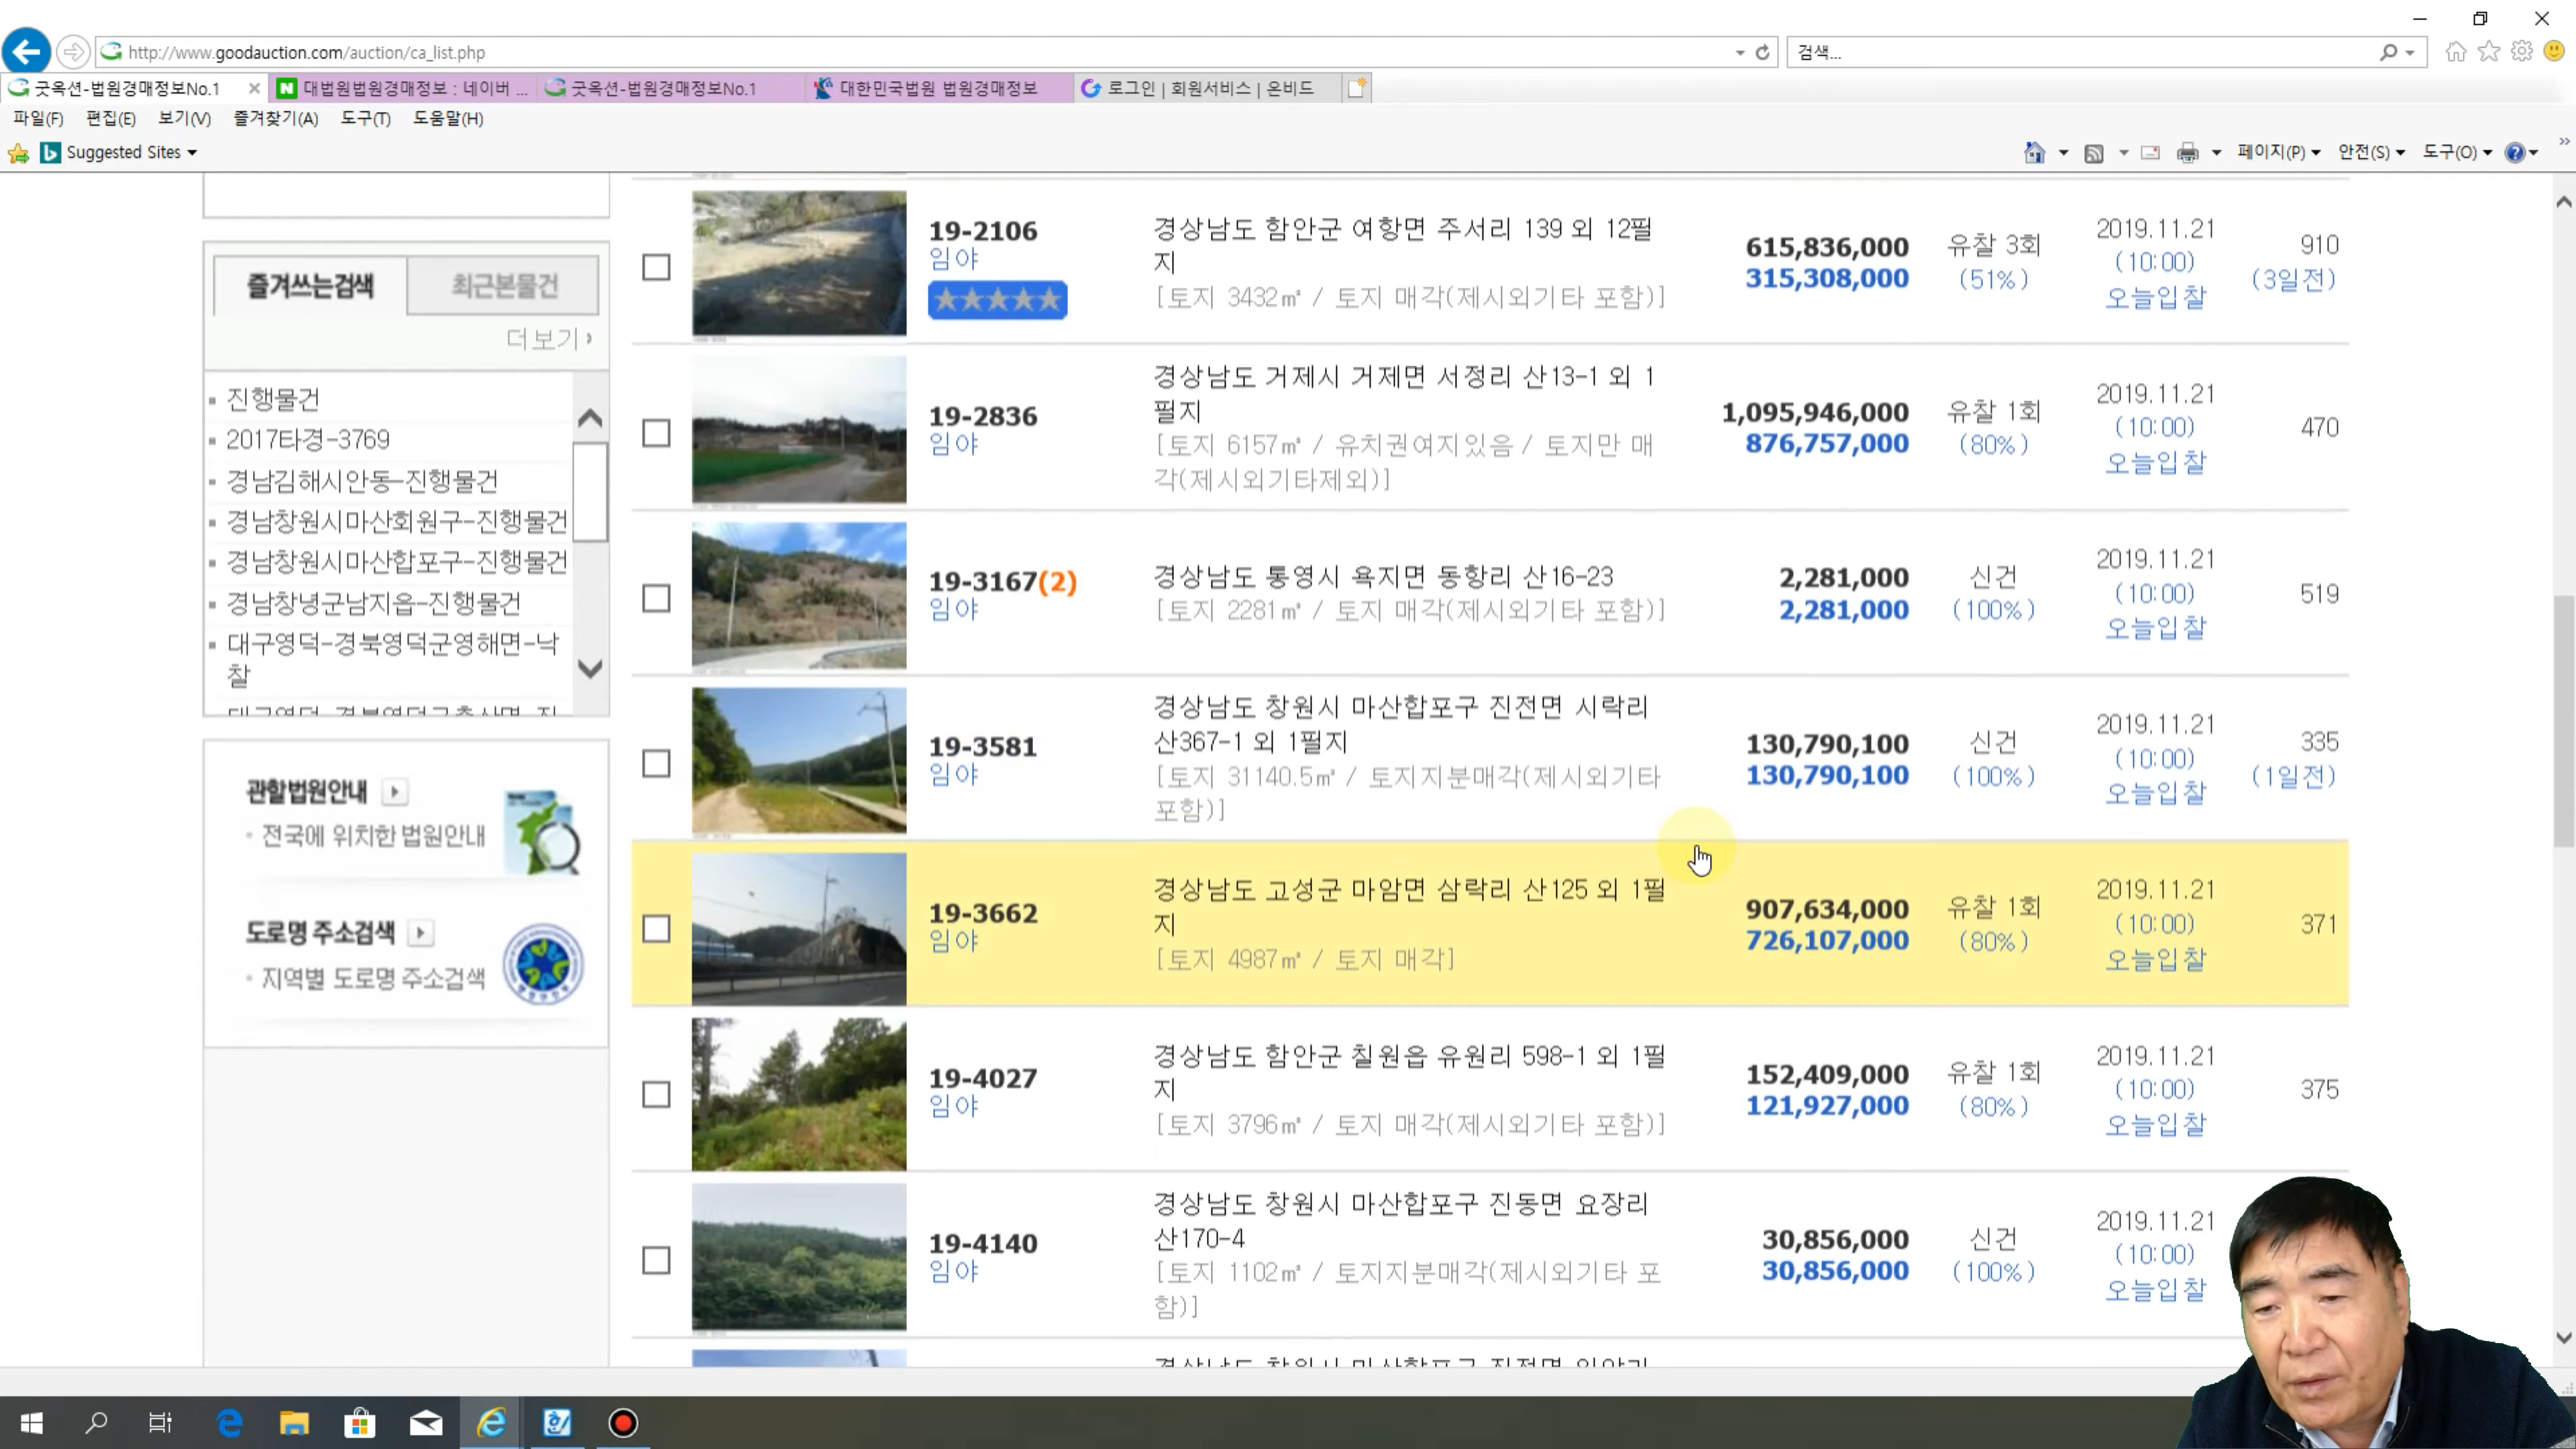 http://www.goodauction.com/auction/ca_list.php
검색...
굿옥션-법원경매정보No.1
대법원법원경매정보 : 네이버 ...
굿옥션-법원경매정보No.1
대한민국법원 법원경매정보
로그인 | 회원서비스 | 온비드
파일(F) 편집(E) 보기(V) 즐겨찾기(A) 도구(T) 도움말(H)
Suggested Sites
페이지(P) 안전(S) 도구(O)
즐겨쓰는검색 최근본물건
더보기
진행물건
2017타경-3769
경남김해시안동-진행물건
경남창원시마산회원구-진행물건
경남창원시마산합포구-진행물건
경남창녕군남지읍-진행물건
대구영덕-경북영덕군영해면-낙
찰
관할법원안내
전국에 위치한 법원안내
도로명 주소검색
지역별 도로명 주소검색
19-2106
임야
경상남도 함안군 여항면 주서리 139 외 12필
지
[토지 3432㎡ / 토지 매각(제시외기타 포함)]
615,836,000
315,308,000
유찰 3회
(51%)
2019.11.21
(10:00)
오늘입찰
910
(3일전)
19-2836
임야
경상남도 거제시 거제면 서정리 산13-1 외 1
필지
[토지 6157㎡ / 유치권여지있음 / 토지만 매
각(제시외기타제외)]
1,095,946,000
876,757,000
유찰 1회
(80%)
2019.11.21
(10:00)
오늘입찰
470
19-3167(2)
임야
경상남도 통영시 욕지면 동항리 산16-23
[토지 2281㎡ / 토지 매각(제시외기타 포함)]
2,281,000
2,281,000
신건
(100%)
2019.11.21
(10:00)
오늘입찰
519
19-3581
임야
경상남도 창원시 마산합포구 진전면 시락리
산367-1 외 1필지
[토지 31140.5㎡ / 토지지분매각(제시외기타
포함)]
130,790,100
130,790,100
신건
(100%)
2019.11.21
(10:00)
오늘입찰
335
(1일전)
19-3662
임야
경상남도 고성군 마암면 삼락리 산125 외 1필
지
[토지 4987㎡ / 토지 매각]
907,634,000
726,107,000
유찰 1회
(80%)
2019.11.21
(10:00)
오늘입찰
371
19-4027
임야
경상남도 함안군 칠원읍 유원리 598-1 외 1필
지
[토지 3796㎡ / 토지 매각(제시외기타 포함)]
152,409,000
121,927,000
유찰 1회
(80%)
2019.11.21
(10:00)
오늘입찰
375
19-4140
임야
경상남도 창원시 마산합포구 진동면 요장리
산170-4
[토지 1102㎡ / 토지지분매각(제시외기타 포
함)]
30,856,000
30,856,000
신건
(100%)
2019.11.21
(10:00)
오늘입찰